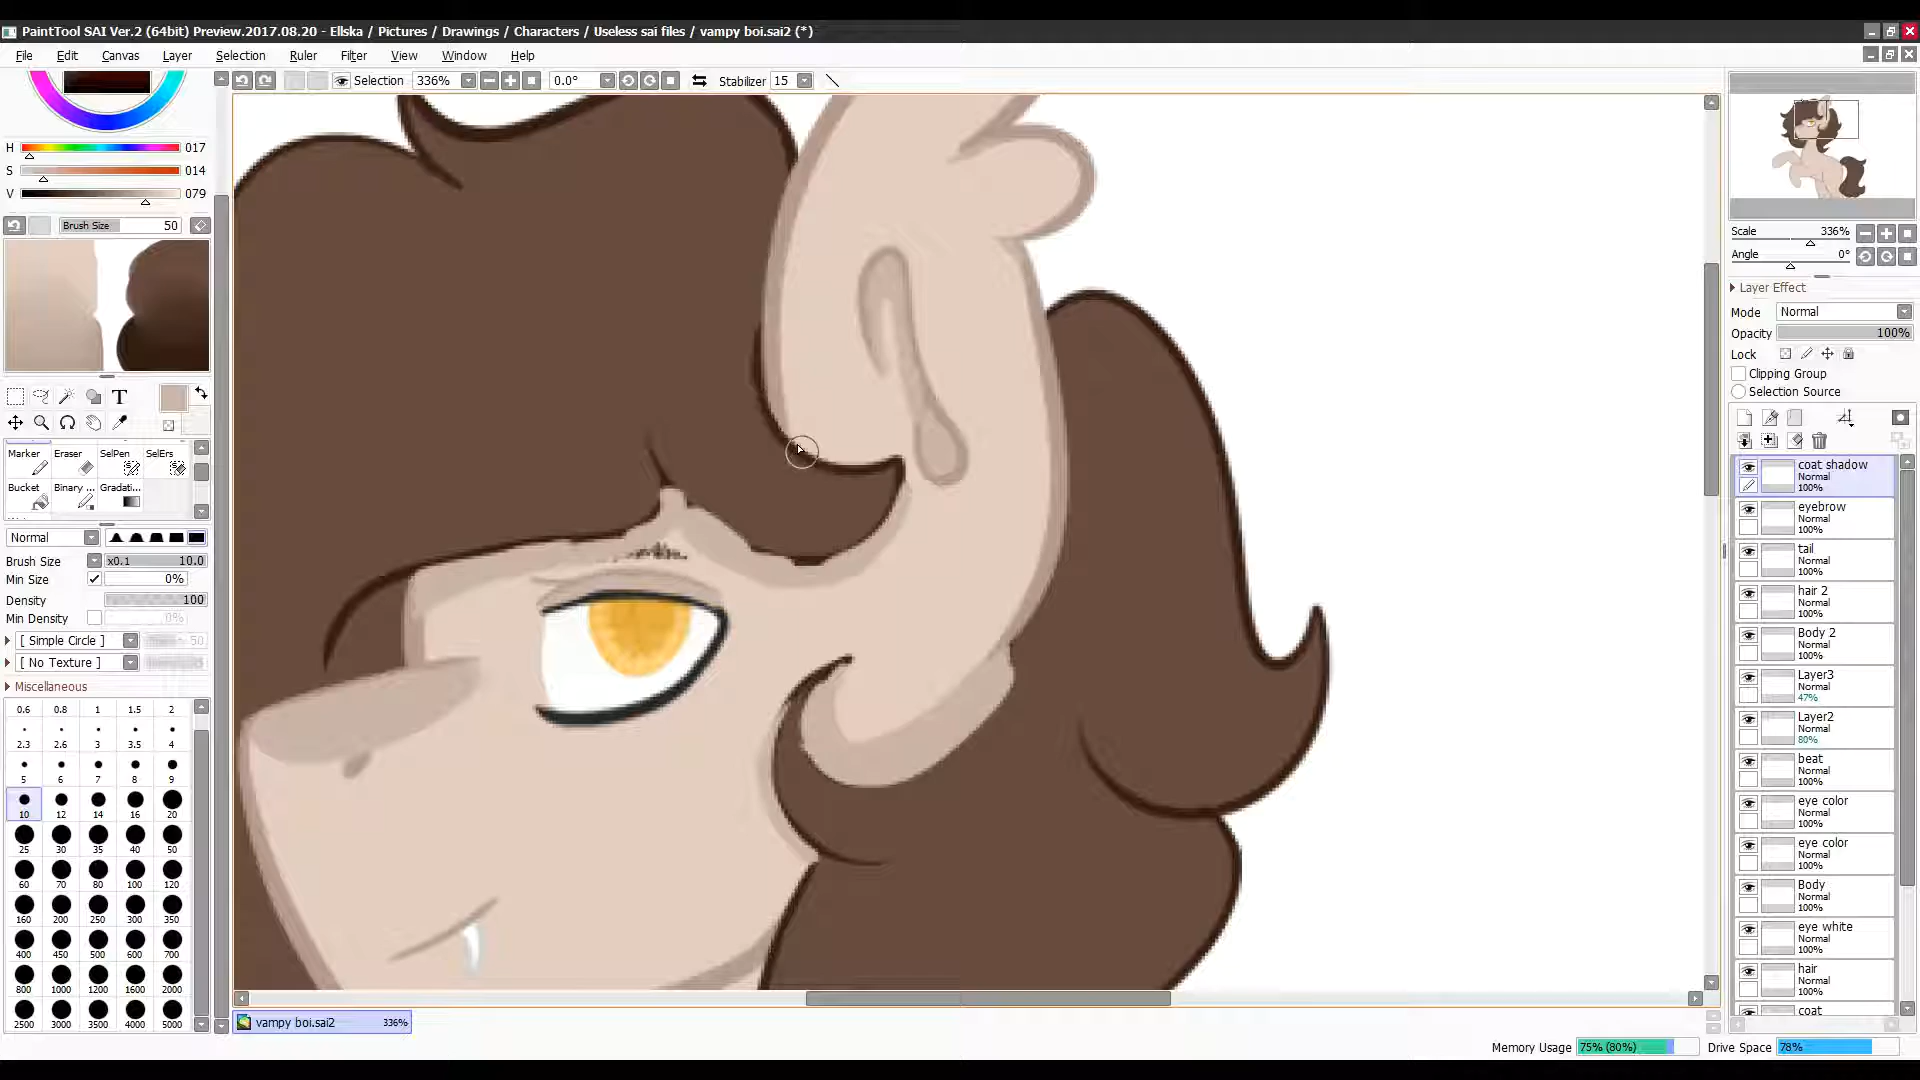 PaintTool SAI Ver.2 (64bit) Preview.2017.08.20 - Ellska / Pictures / Drawings / Characters / Useless sai files / vampy boi.sai2 (*)
File Edit Canvas Layer Selection Ruler Filter View Window Help
Selection 336% 0.0° Stabilizer 15
H 017
S 014
V 079
Brush Size 50
T
Marker Eraser SelPen SelErs
Bucket Binary ... Gradati...
Normal
Brush Size x0.1 10.0
Min Size 0%
Density 100
Min Density 0%
[ Simple Circle ] 50
[ No Texture ]
Miscellaneous
0.6 0.8 1 1.5 2
2.3 2.6 3 3.5 4
5 6 7 8 9
10 12 14 16 20
25 30 35 40 50
60 70 80 100 120
160 200 250 300 350
400 450 500 600 700
800 1000 1200 1600 2000
2500 3000 3500 4000 5000
vampy boi.sai2 336%
Scale 336%
Angle 0°
Layer Effect
Mode Normal
Opacity 100%
Lock
Clipping Group
Selection Source
coat shadow
Normal
100%
eyebrow
Normal
100%
tail
Normal
100%
hair 2
Normal
100%
Body 2
Normal
100%
Layer3
Normal
47%
Layer2
Normal
80%
beat
Normal
100%
eye color
Normal
100%
eye color
Normal
100%
Body
Normal
100%
eye white
Normal
100%
hair
Normal
100%
coat
Memory Usage 75% (80%) Drive Space 78%